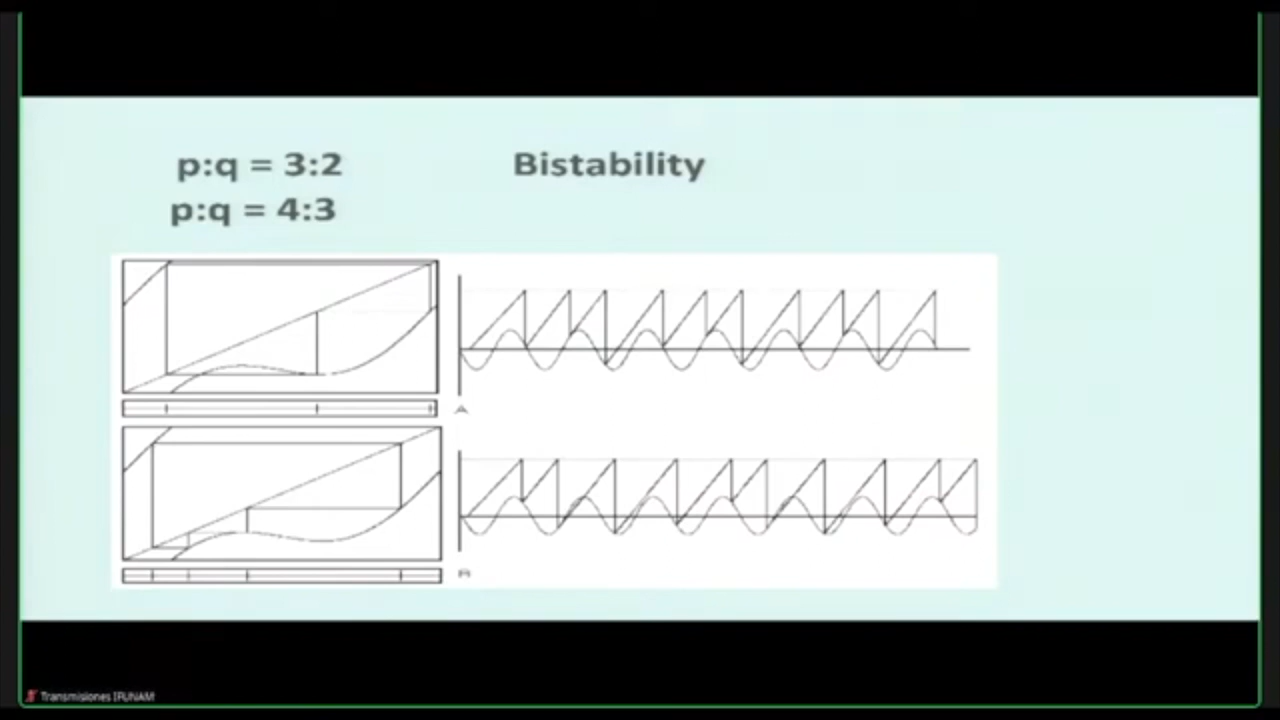 p:q = 3:2
Bistability
p:q = 4:3
A
B
Transmisiones IFUNAM